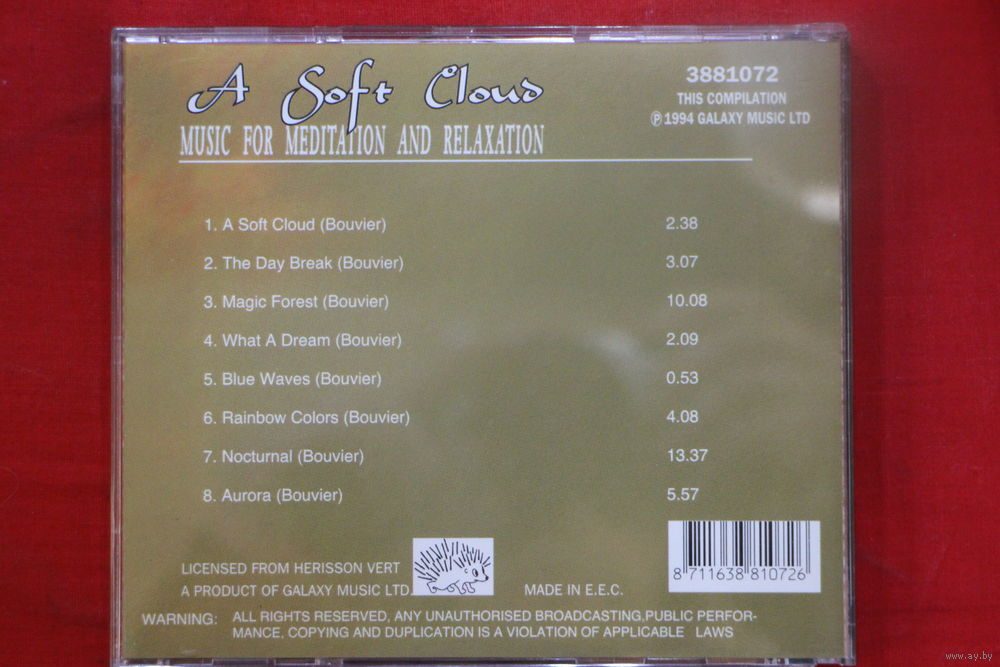 A Soft Cloud
MUSIC FOR MEDITATION AND RELAXATION
3881072
THIS COMPILATION
Ⓟ 1994 GALAXY MUSIC LTD
1. A Soft Cloud (Bouvier) 2.38
2. The Day Break (Bouvier) 3.07
3. Magic Forest (Bouvier) 10.08
4. What A Dream (Bouvier) 2.09
5. Blue Waves (Bouvier) 0.53
6. Rainbow Colors (Bouvier) 4.08
7. Nocturnal (Bouvier) 13.37
8. Aurora (Bouvier) 5.57
LICENSED FROM HERISSON VERT
A PRODUCT OF GALAXY MUSIC LTD.
MADE IN E.E.C.
8 711638 810726
WARNING: ALL RIGHTS RESERVED, ANY UNAUTHORISED BROADCASTING,PUBLIC PERFOR-
MANCE, COPYING AND DUPLICATION IS A VIOLATION OF APPLICABLE LAWS
www.ay.by